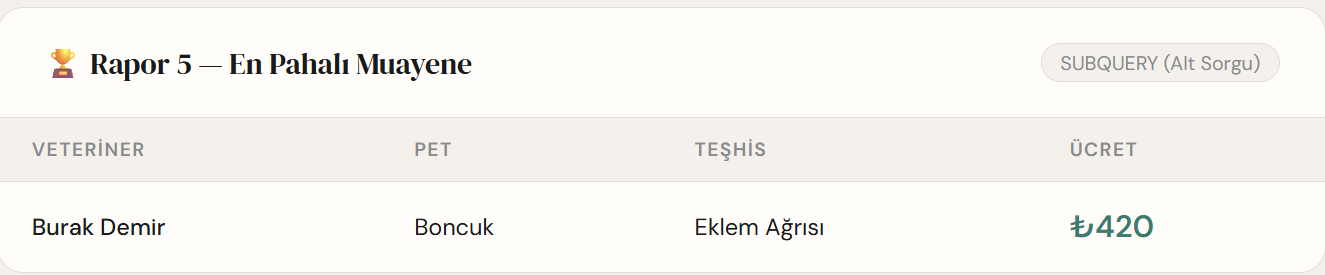 🏆 Rapor 5 — En Pahalı Muayene
SUBQUERY (Alt Sorgu)
VETERİNER PET TEŞHİS ÜCRET
Burak Demir Boncuk Eklem Ağrısı ₺420